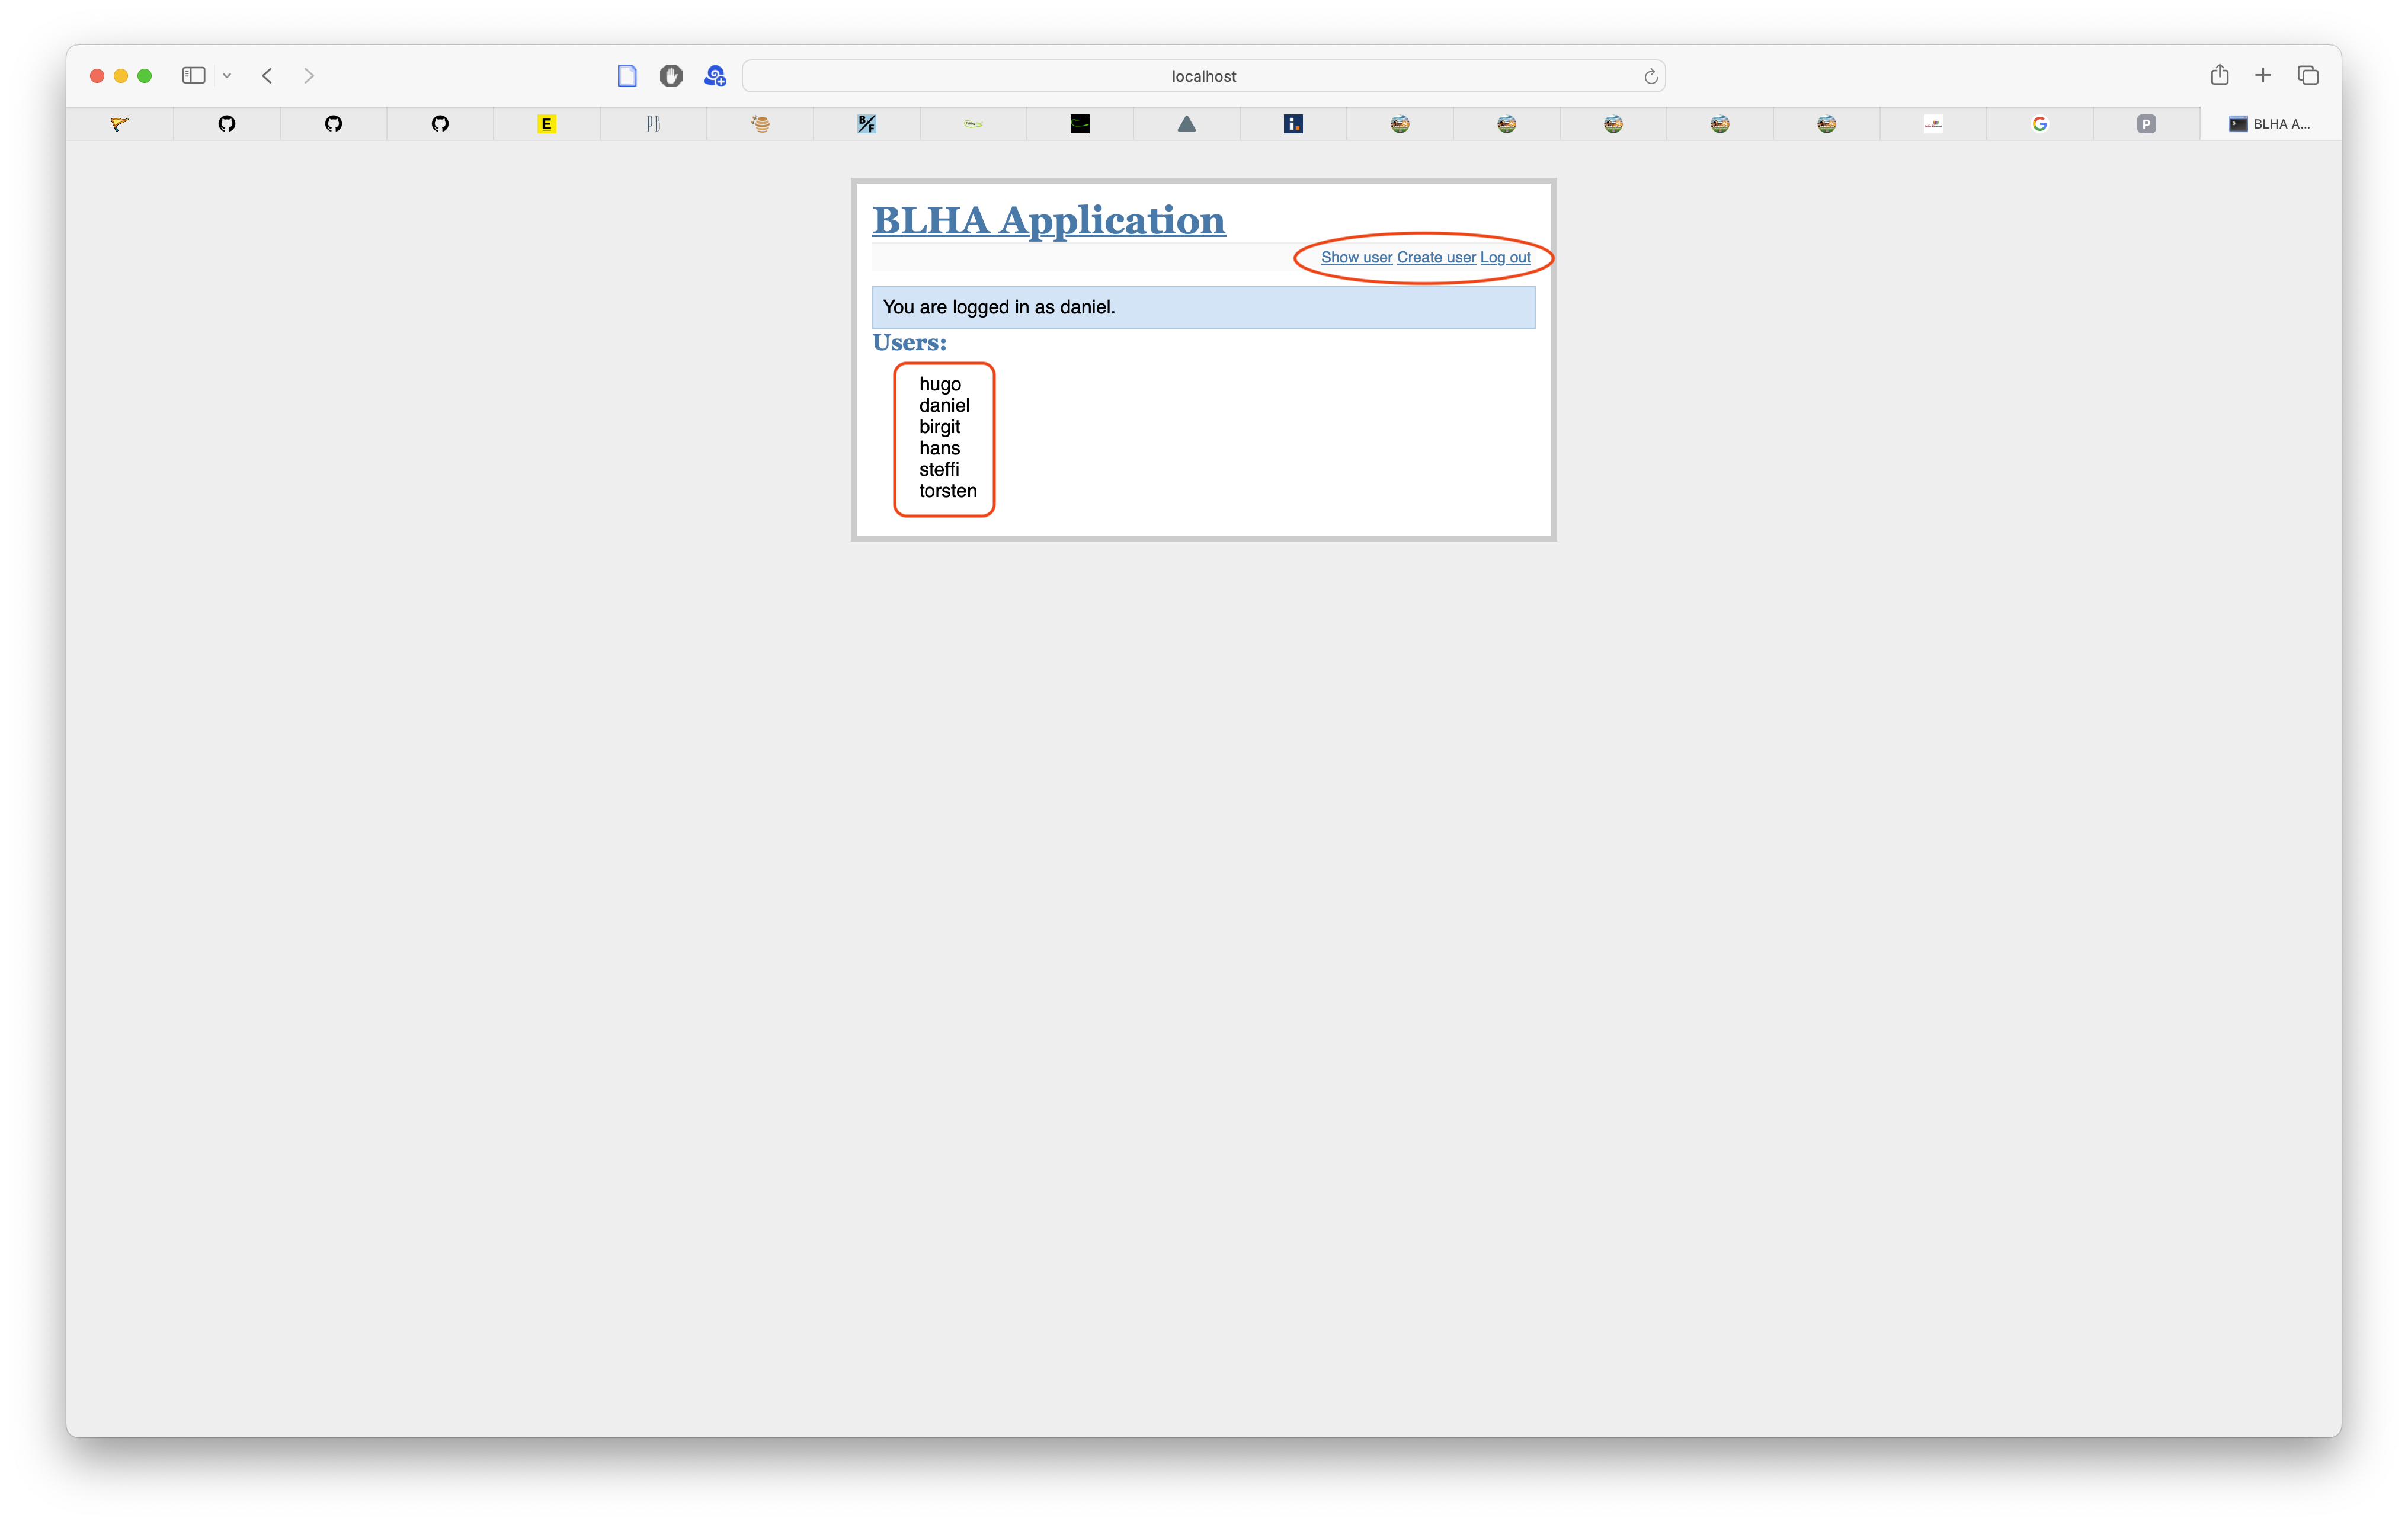 localhost
E
B/F
i.
G
P
BLHA A...
BLHA Application
Show user Create user Log out
You are logged in as daniel.
Users:
hugo
daniel
birgit
hans
steffi
torsten